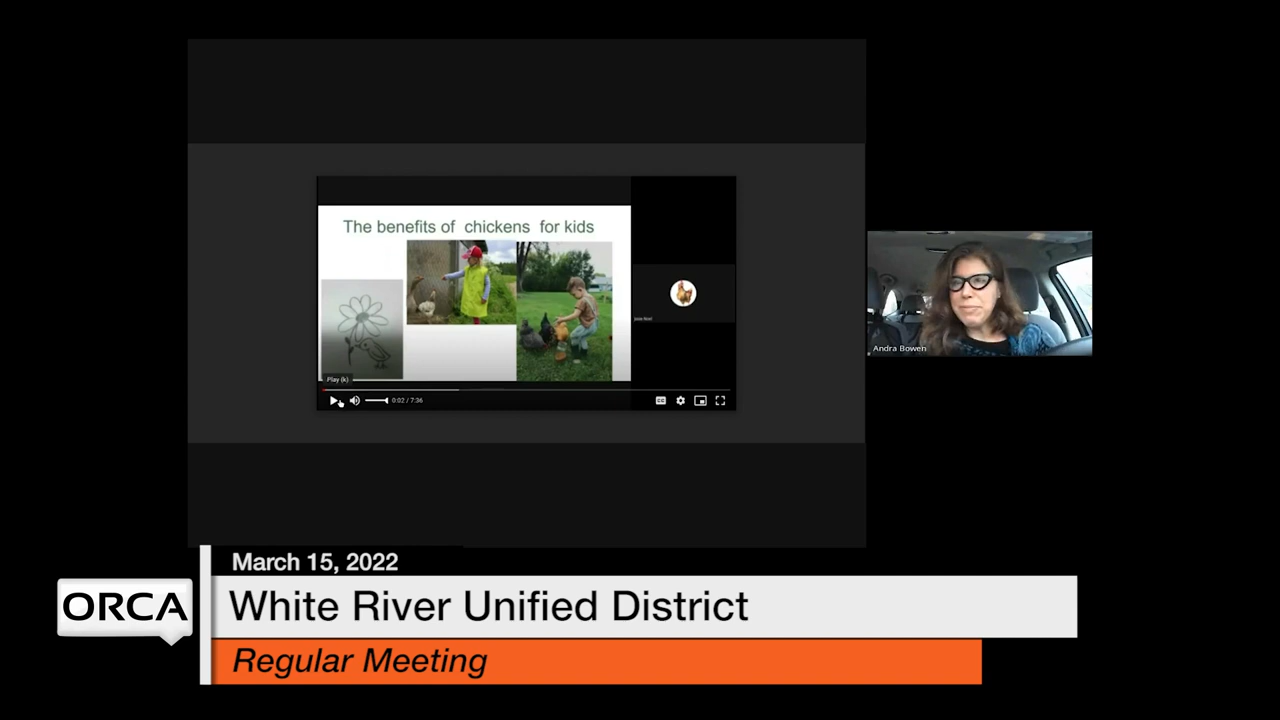 The benefits of chickens for kids
Play (k)
0:02 / 7:36
CC
Andra Bowen
March 15, 2022
ORCA
White River Unified District
Regular Meeting